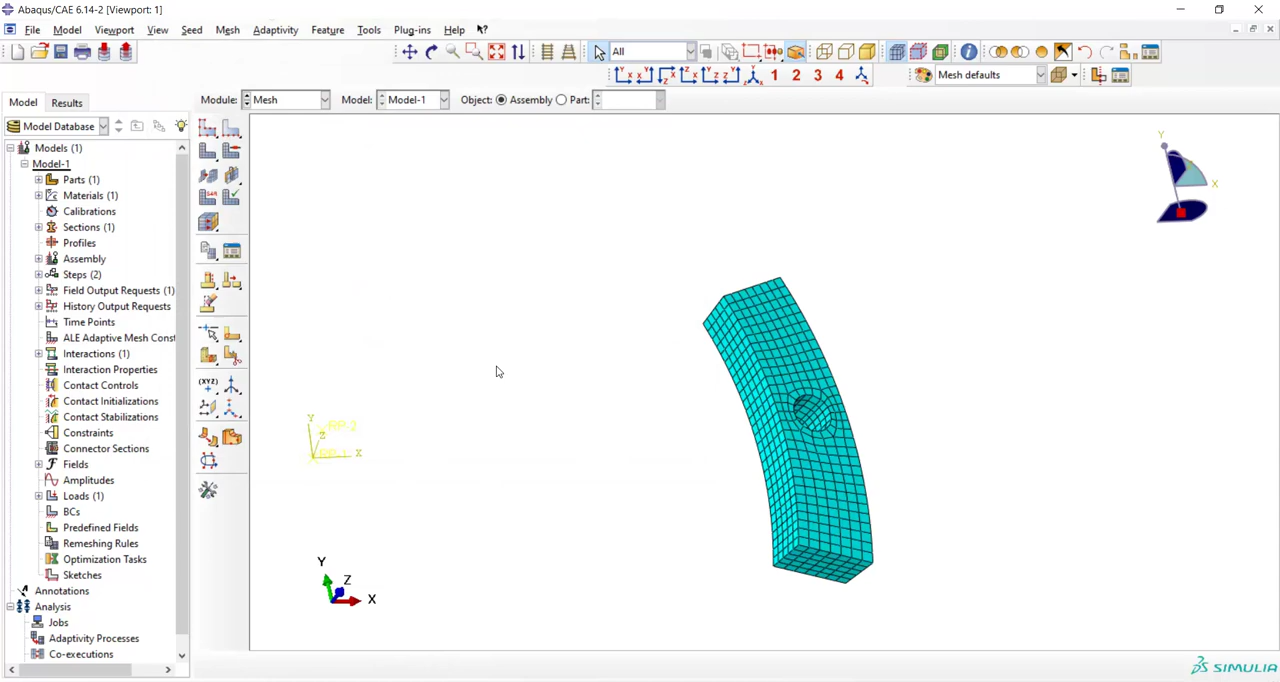 Abaqus/CAE 6.14-2 [Viewport: 1]
File Model Viewport View Seed Mesh Adaptivity Feature Tools Plug-ins Help
All
1 2 3 4 Mesh defaults
Model Results Module: Mesh Model: Model-1 Object: Assembly Part:
Model Database
Models (1)
Model-1
Parts (1)
Materials (1)
Calibrations
Sections (1)
Profiles
Assembly
Steps (2)
Field Output Requests (1)
History Output Requests
Time Points
ALE Adaptive Mesh Const
Interactions (1)
Interaction Properties
Contact Controls
Contact Initializations
Contact Stabilizations
Constraints
Connector Sections
Fields
Amplitudes
Loads (1)
BCs
Predefined Fields
Remeshing Rules
Optimization Tasks
Sketches
Annotations
Analysis
Jobs
Adaptivity Processes
Co-executions
(XYZ)
Y
X
Y
RP-2
Z
RP-1
X
Y
Z
X
SIMULIA